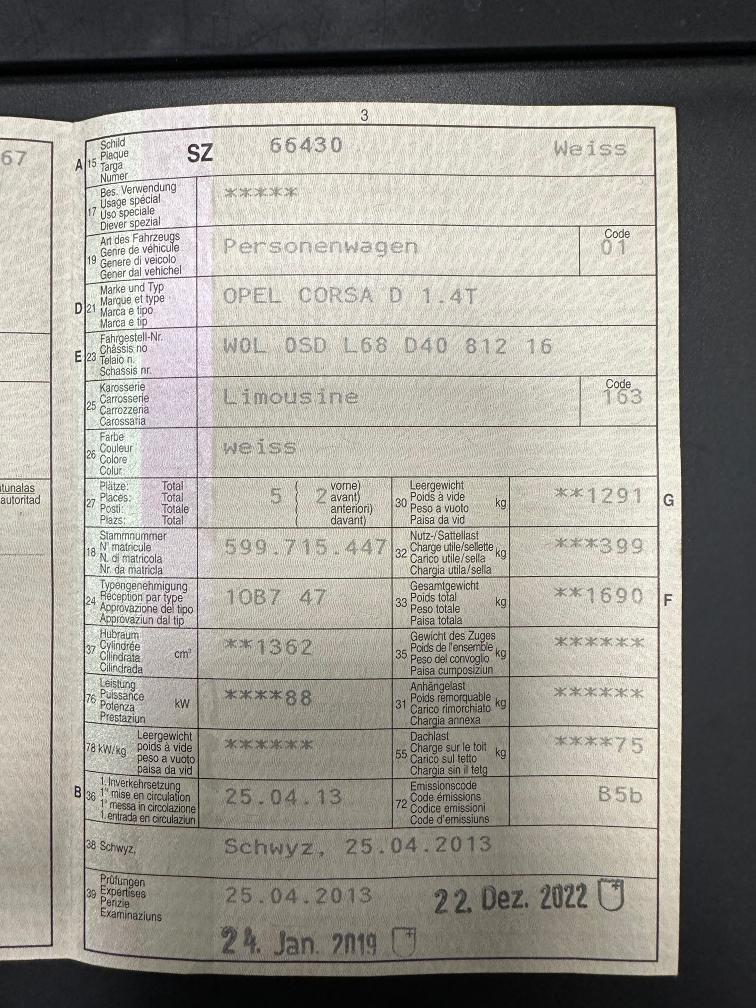 3
67
A 15 Schild Plaque Targa Numer SZ 66430 Weiss
17 Bes. Verwendung Usage spécial Uso speciale Diever spezial *****
19 Art des Fahrzeugs Genre de véhicule Genere di veicolo Gener dal vehichel Personenwagen Code 01
D 21 Marke und Typ Marque et type Marca e tipo Marca e tip OPEL CORSA D 1.4T
E 23 Fahrgestell-Nr. Châssis no Telaio n. Schassis nr. WOL OSD L68 D40 812 16
25 Karosserie Carrosserie Carrozzeria Carossaria Limousine Code 163
26 Farbe Couleur Colore Colur weiss
tunalas
autoritad
27 Plätze: Total Places: Total Posti: Totale Plazs: Total 5 ( 2 vorne) avant) anteriori) davant) 30 Leergewicht Poids à vide Peso a vuoto Paisa da vid kg **1291 G
18 Stammnummer N° matricule N. di matricola Nr. da matricla 599.715.447 32 Nutz-/Sattellast Charge utile/sellette Carico utile/sella Chargia utila/sella kg ***399
24 Typengenehmigung Réception par type Approvazione del tipo Approvaziun dal tip 1OB7 47 33 Gesamtgewicht Poids total Peso totale Paisa totala kg **1690 F
37 Hubraum Cylindrée Cilindrata Cilindrada cm³ **1362 35 Gewicht des Zuges Poids de l'ensemble Peso del convoglio Paisa cumposiziun kg ******
76 Leistung Puissance Potenza Prestaziun kW ****88 31 Anhängelast Poids remorquable Carico rimorchiato Chargia annexa kg ******
78 kW/kg Leergewicht poids à vide peso a vuoto paisa da vid ****** 55 Dachlast Charge sur le toit Carico sul tetto Chargia sin il tetg kg ****75
B 36 1. Inverkehrsetzung 1re mise en circulation 1a messa in circolazione 1. entrada en circulaziun 25.04.13 72 Emissionscode Code émissions Codice emissioni Code d'emissiuns B5b
38 Schwyz, Schwyz, 25.04.2013
39 Prüfungen Expertises Perizie Examinaziuns 25.04.2013 22. Dez. 2022
24. Jan. 2019